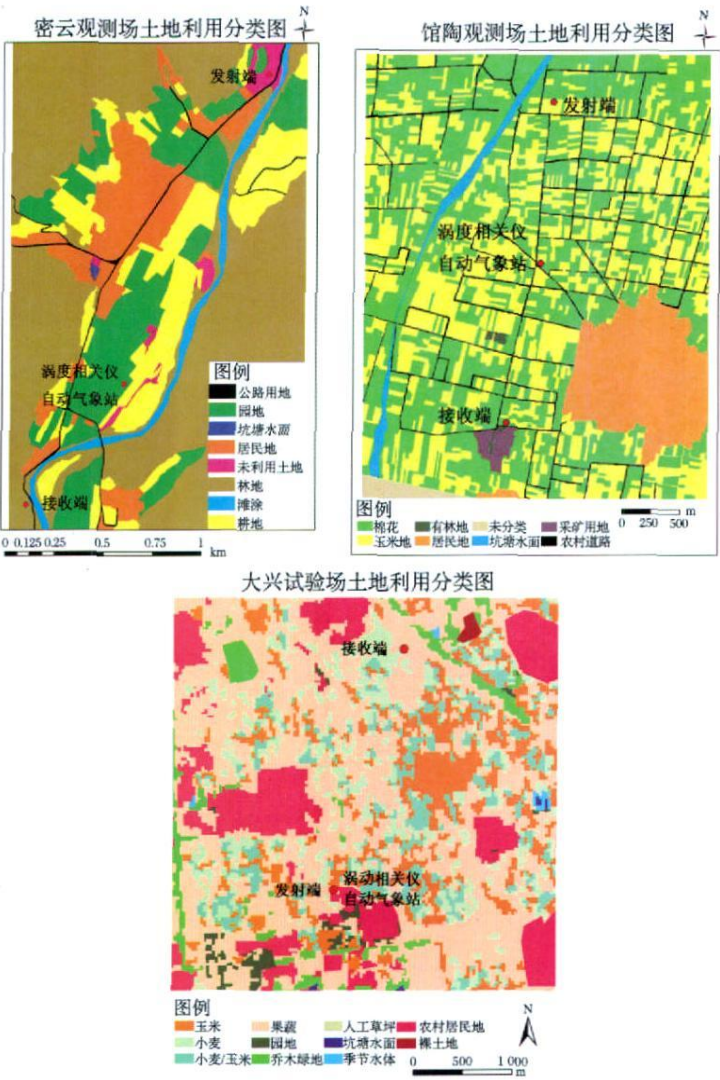 密云观测场土地利用分类图
N
发射端
涡度相关仪
自动气象站
接收端
图例
公路用地
园地
坑塘水面
居民地
未利用土地
林地
滩涂
耕地
0 0.125 0.25 0.5 0.75 1
km
馆陶观测场土地利用分类图
N
发射端
涡度相关仪
自动气象站
接收端
图例
棉花 有林地 未分类 采矿用地
玉米地 居民地 坑塘水面 农村道路
0 250 500 m
大兴试验场土地利用分类图
接收端
发射端
涡动相关仪
自动气象站
图例
玉米 果蔬 人工草坪 农村居民地
小麦 园地 坑塘水面 裸土地
小麦/玉米 乔木绿地 季节水体
N
0 500 1 000
m